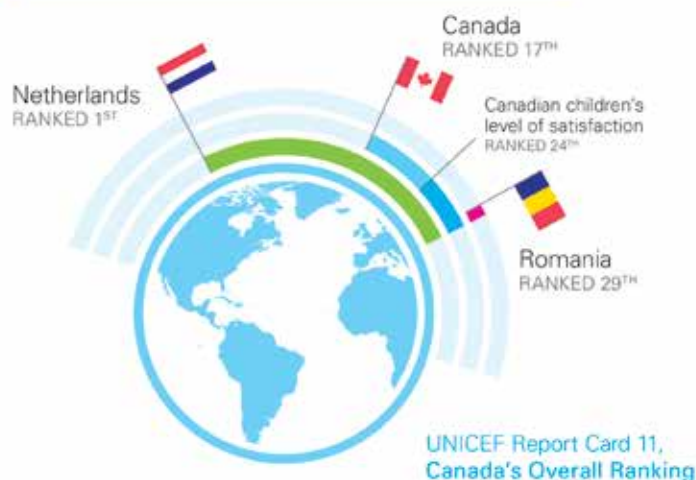 Canada
RANKED 17TH
Netherlands
RANKED 1ST
Canadian children's
level of satisfaction
RANKED 24TH
Romania
RANKED 29TH
UNICEF Report Card 11,
Canada's Overall Ranking